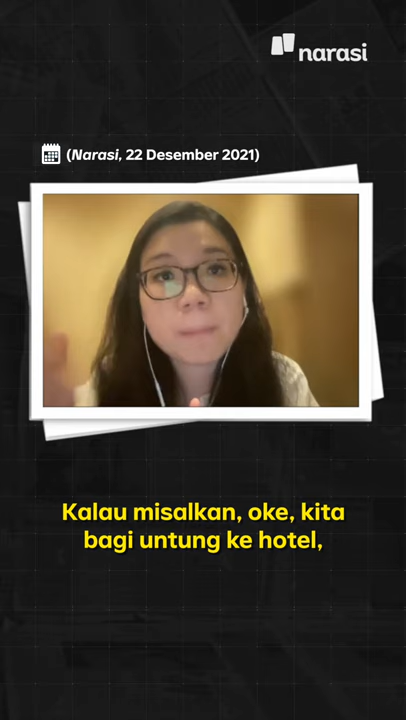 narasi
(Narasi, 22 Desember 2021)
Kalau misalkan, oke, kita
bagi untung ke hotel,